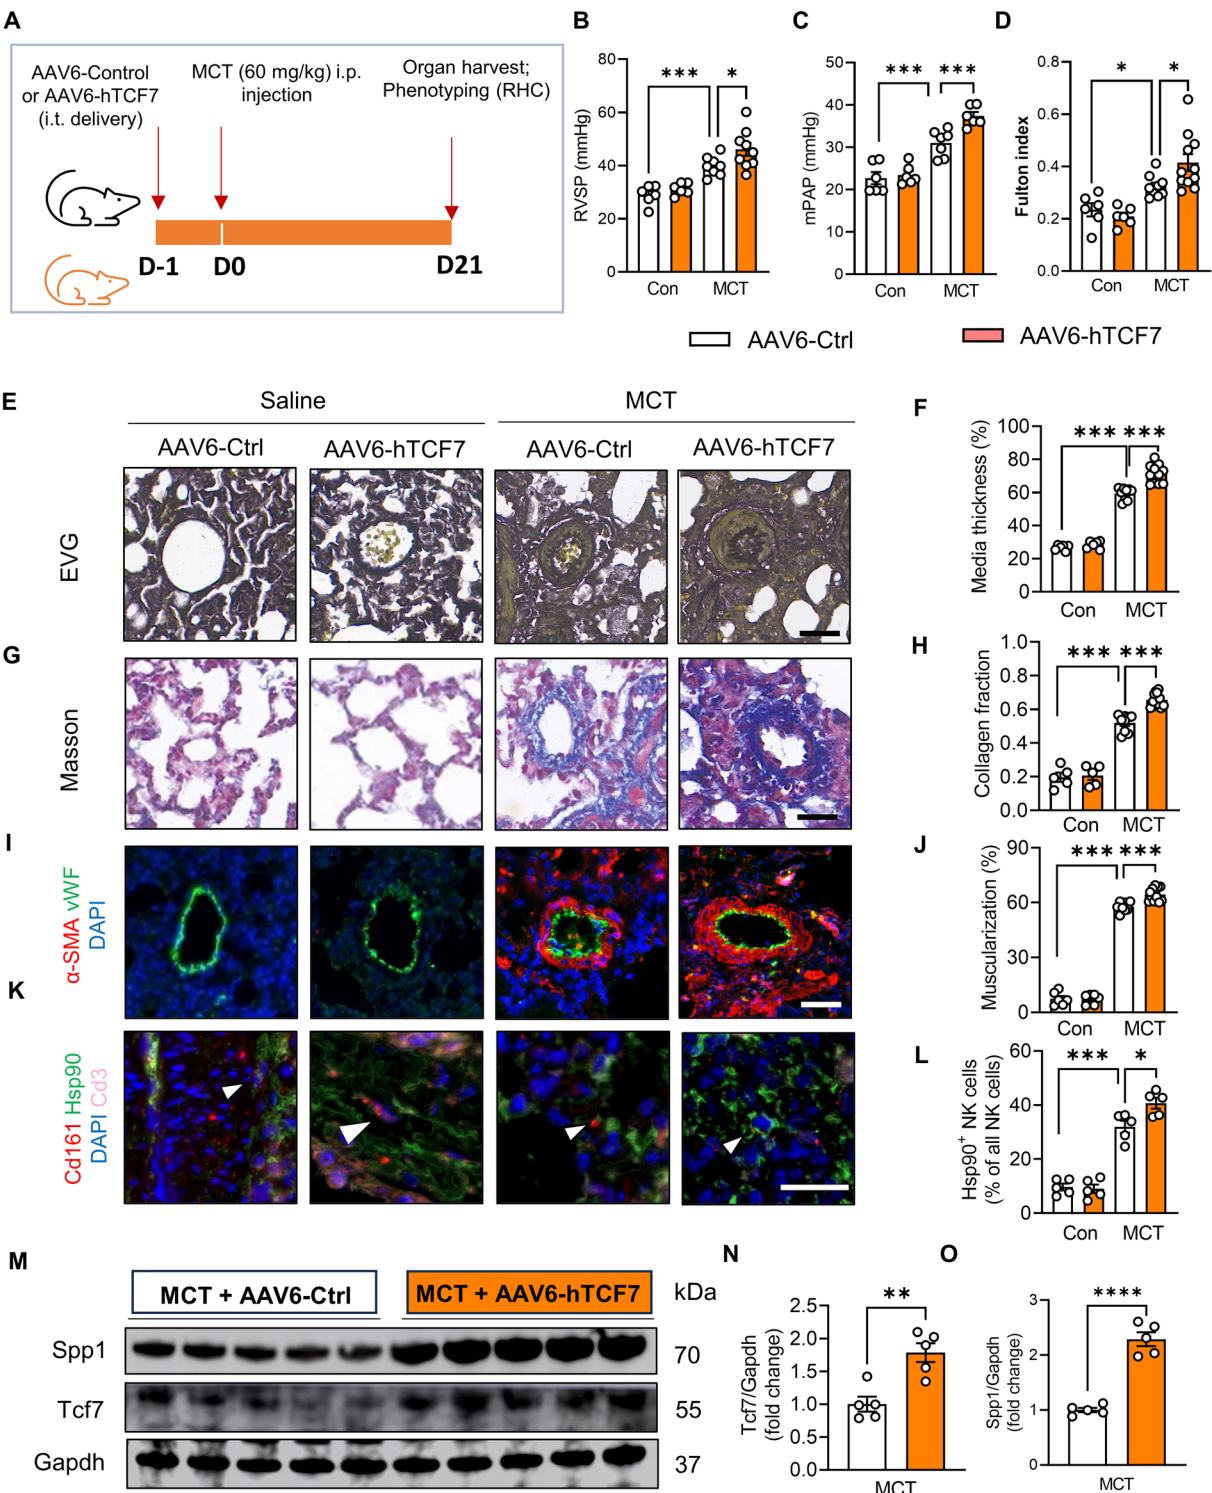 A
AAV6-Control
or AAV6-hTCF7
(i.t. delivery)
MCT (60 mg/kg) i.p.
injection
Organ harvest;
Phenotyping (RHC)
D-1
D0
D21
B
RVSP (mmHg)
80
60
40
20
0
***
*
Con
MCT
C
mPAP (mmHg)
50
40
30
20
10
0
***
***
Con
MCT
D
Fulton index
0.8
0.6
0.4
0.2
0.0
*
*
Con
MCT
AAV6-Ctrl
AAV6-hTCF7
E
Saline
MCT
AAV6-Ctrl
AAV6-hTCF7
AAV6-Ctrl
AAV6-hTCF7
EVG
F
Media thickness (%)
100
80
60
40
20
0
***
***
Con
MCT
G
Masson
H
Collagen fraction
1.0
0.8
0.6
0.4
0.2
0.0
***
***
Con
MCT
I
α-SMA vWF
DAPI
J
Muscularization (%)
90
60
30
0
***
***
Con
MCT
K
Cd161 Hsp90
DAPI Cd3
L
Hsp90+ NK cells
(% of all NK cells)
60
40
20
0
***
*
Con
MCT
M
MCT + AAV6-Ctrl
MCT + AAV6-hTCF7
kDa
Spp1
70
Tcf7
55
Gapdh
37
N
Tcf7/Gapdh
(fold change)
2.5
2.0
1.5
1.0
0.5
0.0
**
MCT
O
Spp1/Gapdh
(fold change)
3
2
1
0
****
MCT